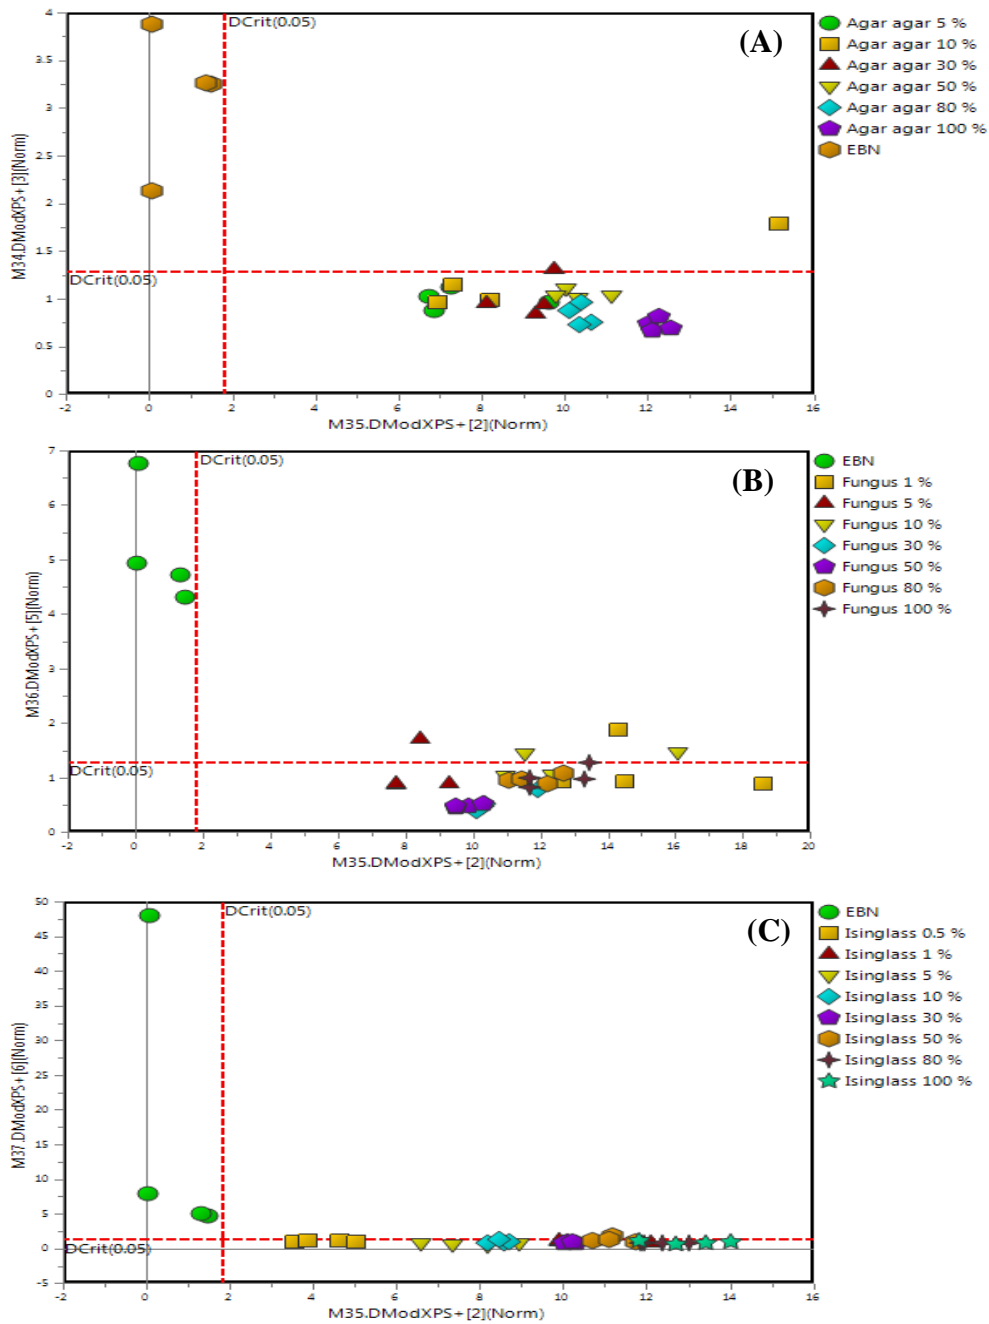 (A)
DCrit(0.05)
DCrit(0.05)
4
3.5
3
2.5
2
1.5
1
0.5
0
M34.DModXPS+[3](Norm)
-2 0 2 4 6 8 10 12 14 16
M35.DModXPS+[2](Norm)
Agar agar 5 %
Agar agar 10 %
Agar agar 30 %
Agar agar 50 %
Agar agar 80 %
Agar agar 100 %
EBN
(B)
DCrit(0.05)
DCrit(0.05)
7
6
5
4
3
2
1
0
M36.DModXPS+[5](Norm)
-2 0 2 4 6 8 10 12 14 16 18 20
M35.DModXPS+[2](Norm)
EBN
Fungus 1 %
Fungus 5 %
Fungus 10 %
Fungus 30 %
Fungus 50 %
Fungus 80 %
Fungus 100 %
(C)
DCrit(0.05)
DCrit(0.05)
50
45
40
35
30
25
20
15
10
5
0
-5
M37.DModXPS+[6](Norm)
-2 0 2 4 6 8 10 12 14 16
M35.DModXPS+[2](Norm)
EBN
Isinglass 0.5 %
Isinglass 1 %
Isinglass 5 %
Isinglass 10 %
Isinglass 30 %
Isinglass 50 %
Isinglass 80 %
Isinglass 100 %